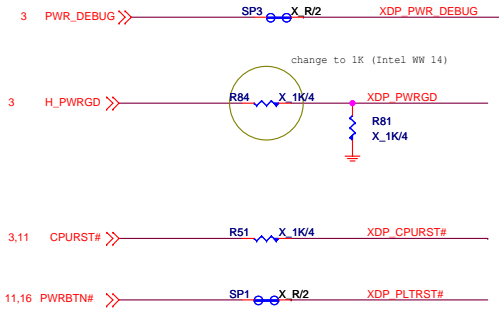 3 PWR_DEBUG SP3 X_R/2 XDP_PWR_DEBUG
change to 1K (Intel WW 14)
3 H_PWRGD R84 X_1K/4 XDP_PWRGD
R81
X_1K/4
3,11 CPURST# R51 X_1K/4 XDP_CPURST#
11,16 PWRBTN# SP1 X_R/2 XDP_PLTRST#